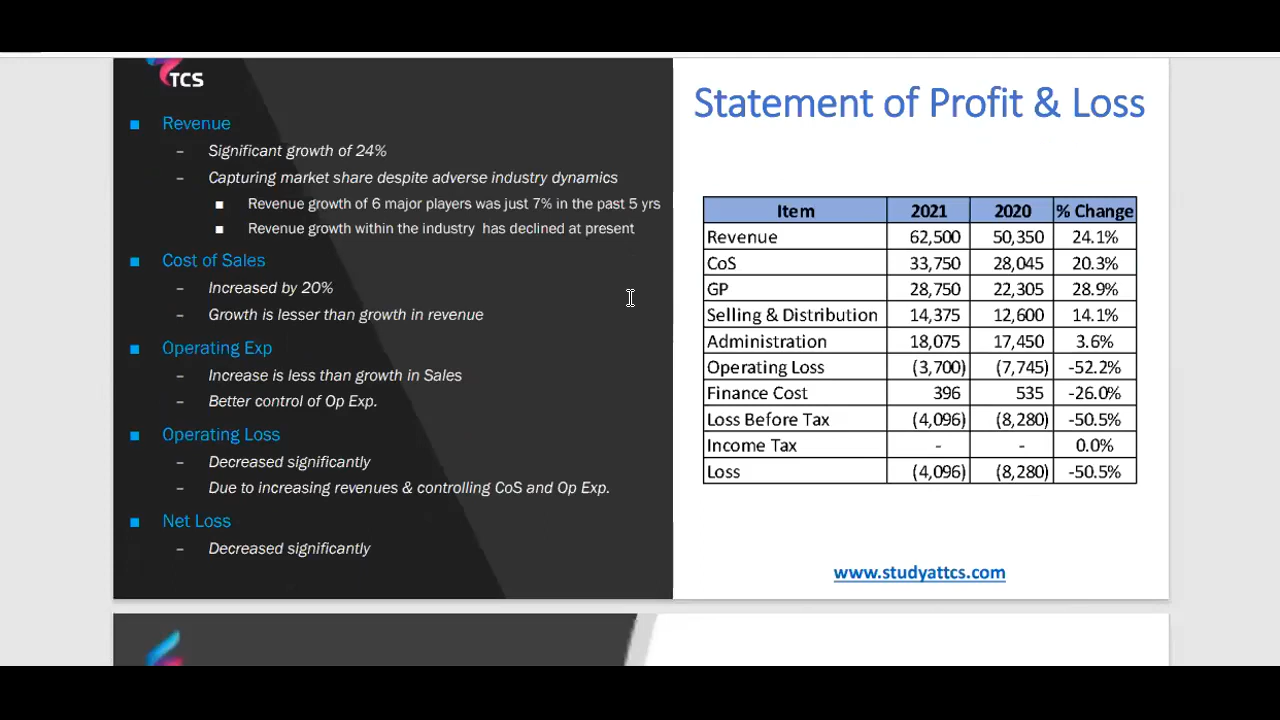 TCS
Revenue
Significant growth of 24%
Capturing market share despite adverse industry dynamics
Revenue growth of 6 major players was just 7% in the past 5 yrs
Revenue growth within the industry has declined at present
Cost of Sales
Increased by 20%
Growth is lesser than growth in revenue
Operating Exp
Increase is less than growth in Sales
Better control of Op Exp.
Operating Loss
Decreased significantly
Due to increasing revenues & controlling CoS and Op Exp.
Net Loss
Decreased significantly
Statement of Profit & Loss
Item 2021 2020 % Change
Revenue 62,500 50,350 24.1%
CoS 33,750 28,045 20.3%
GP 28,750 22,305 28.9%
Selling & Distribution 14,375 12,600 14.1%
Administration 18,075 17,450 3.6%
Operating Loss (3,700) (7,745) -52.2%
Finance Cost 396 535 -26.0%
Loss Before Tax (4,096) (8,280) -50.5%
Income Tax - - 0.0%
Loss (4,096) (8,280) -50.5%
www.studyattcs.com